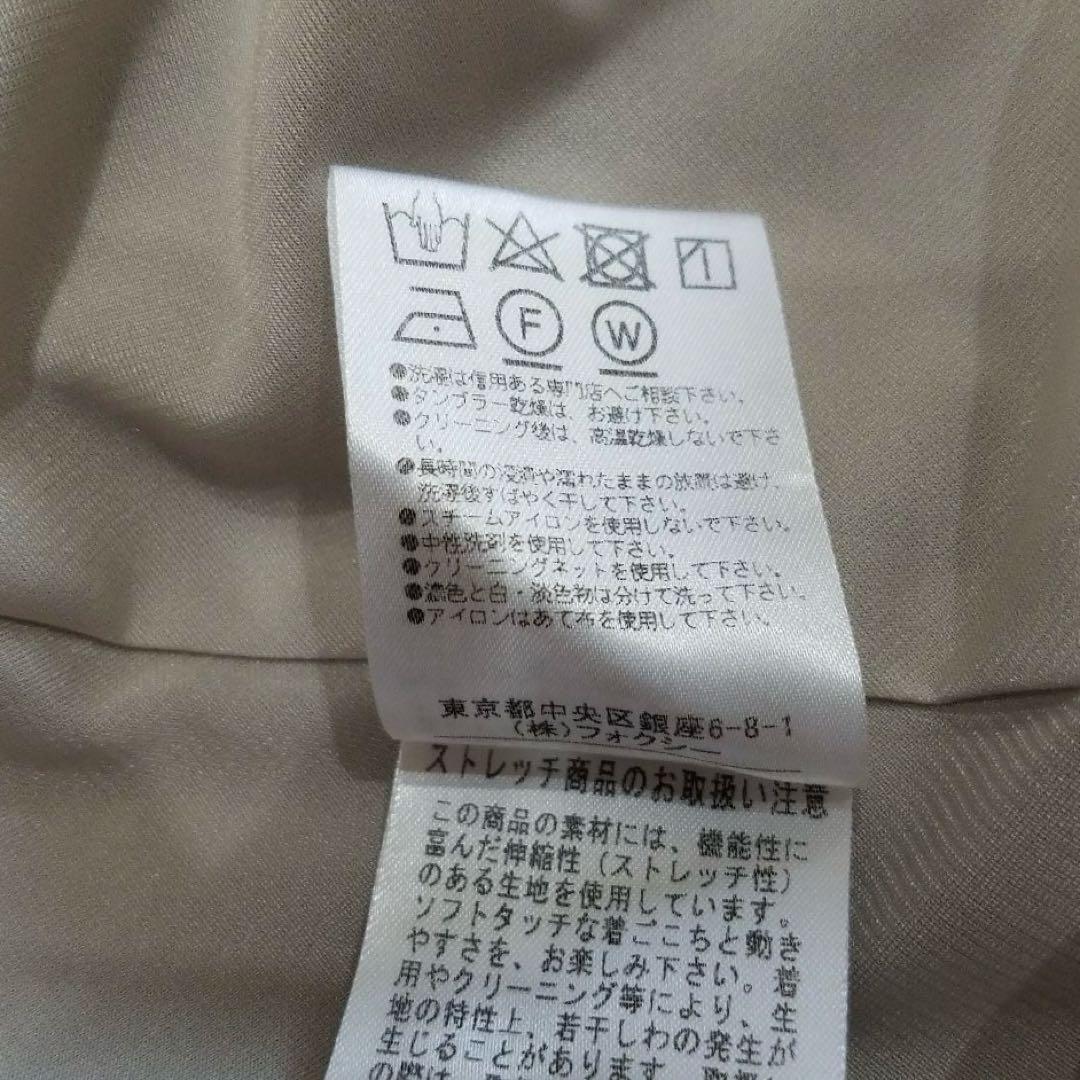 F W
●洗濯は信用ある専門店へご相談下さい。
●タンブラー乾燥は、お避け下さい。
●クリーニング後は、高温乾燥しないで下さ
い。
●長時間の浸漬や濡れたままの放置は避け、
洗濯後すばやく干して下さい。
●スチームアイロンを使用しないで下さい。
●中性洗剤を使用して下さい。
●クリーニングネットを使用して下さい。
●濃色と白・淡色物は分けて洗って下さい。
●アイロンはあて布を使用して下さい。
東京都中央区銀座6-8-1
(株)フォクシー
ストレッチ商品のお取扱い注意
この商品の素材には、機能性に
富んだ伸縮性（ストレッチ性）
のある生地を使用しています。
ソフトタッチな着ごこちと動き
やすさを、お楽しみ下さい。着
用やクリーニング等により、生
地の特性上、若干しわの発生が
生じることがあります
の際は